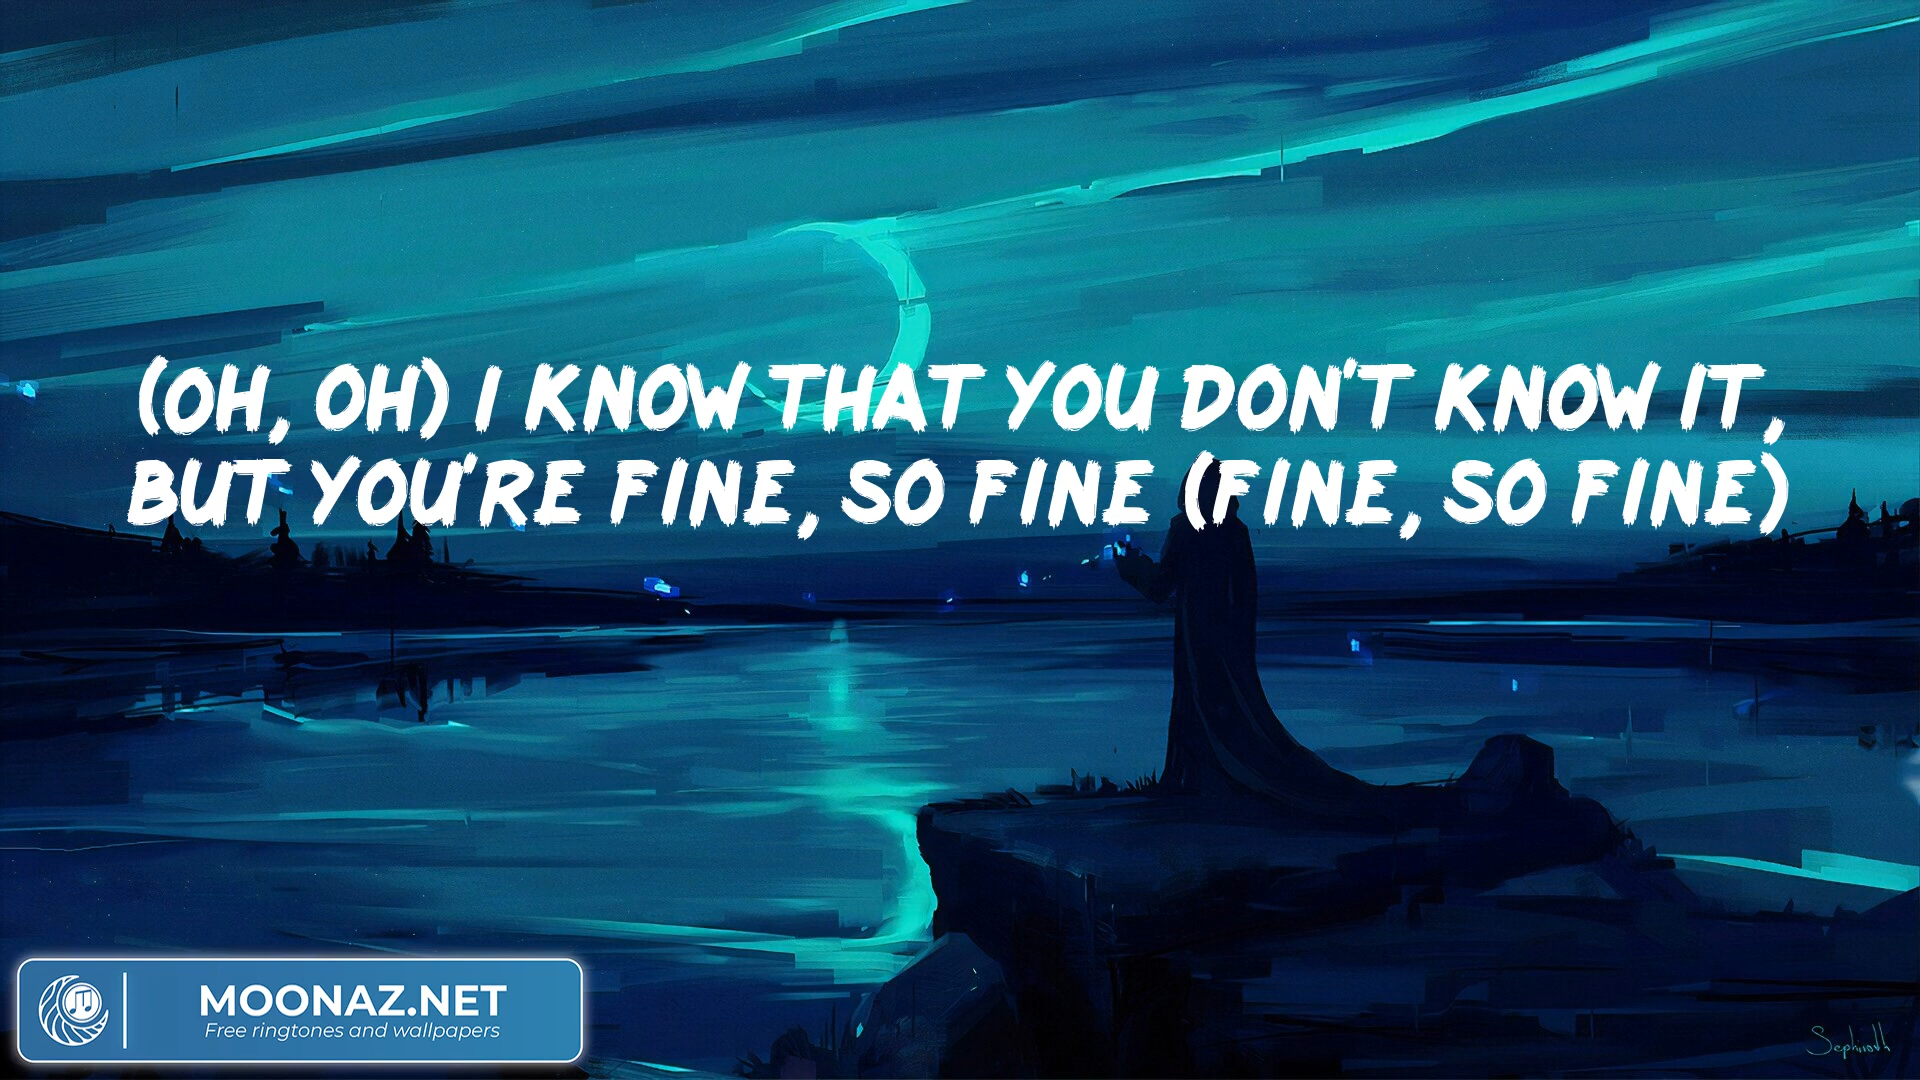 (OH, OH) I KNOW THAT YOU DON'T KNOW IT,
BUT YOU'RE FINE, SO FINE (FINE, SO FINE)
MOONAZ.NET
Free ringtones and wallpapers
Sephiroth